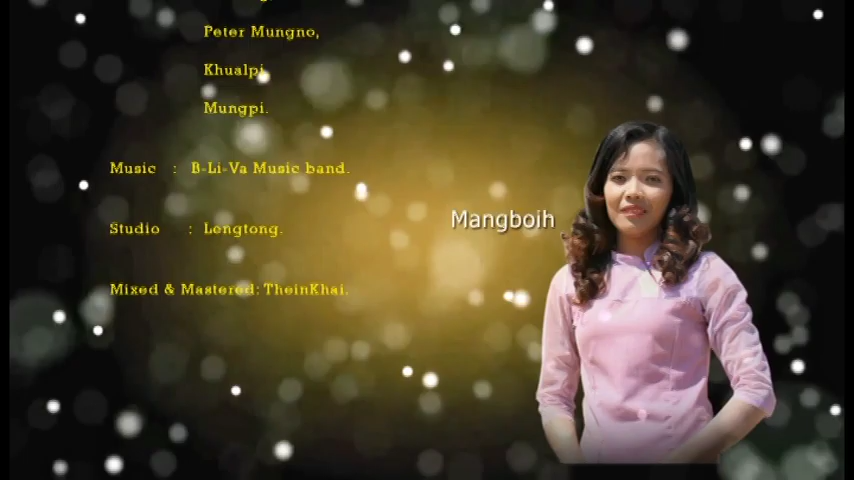 Peter Mungno,
Khualpi,
Mungpi.
Music : B-Li-Va Music band.
Studio : Lengtong.
Mangboih
Mixed & Mastered: TheinKhai.